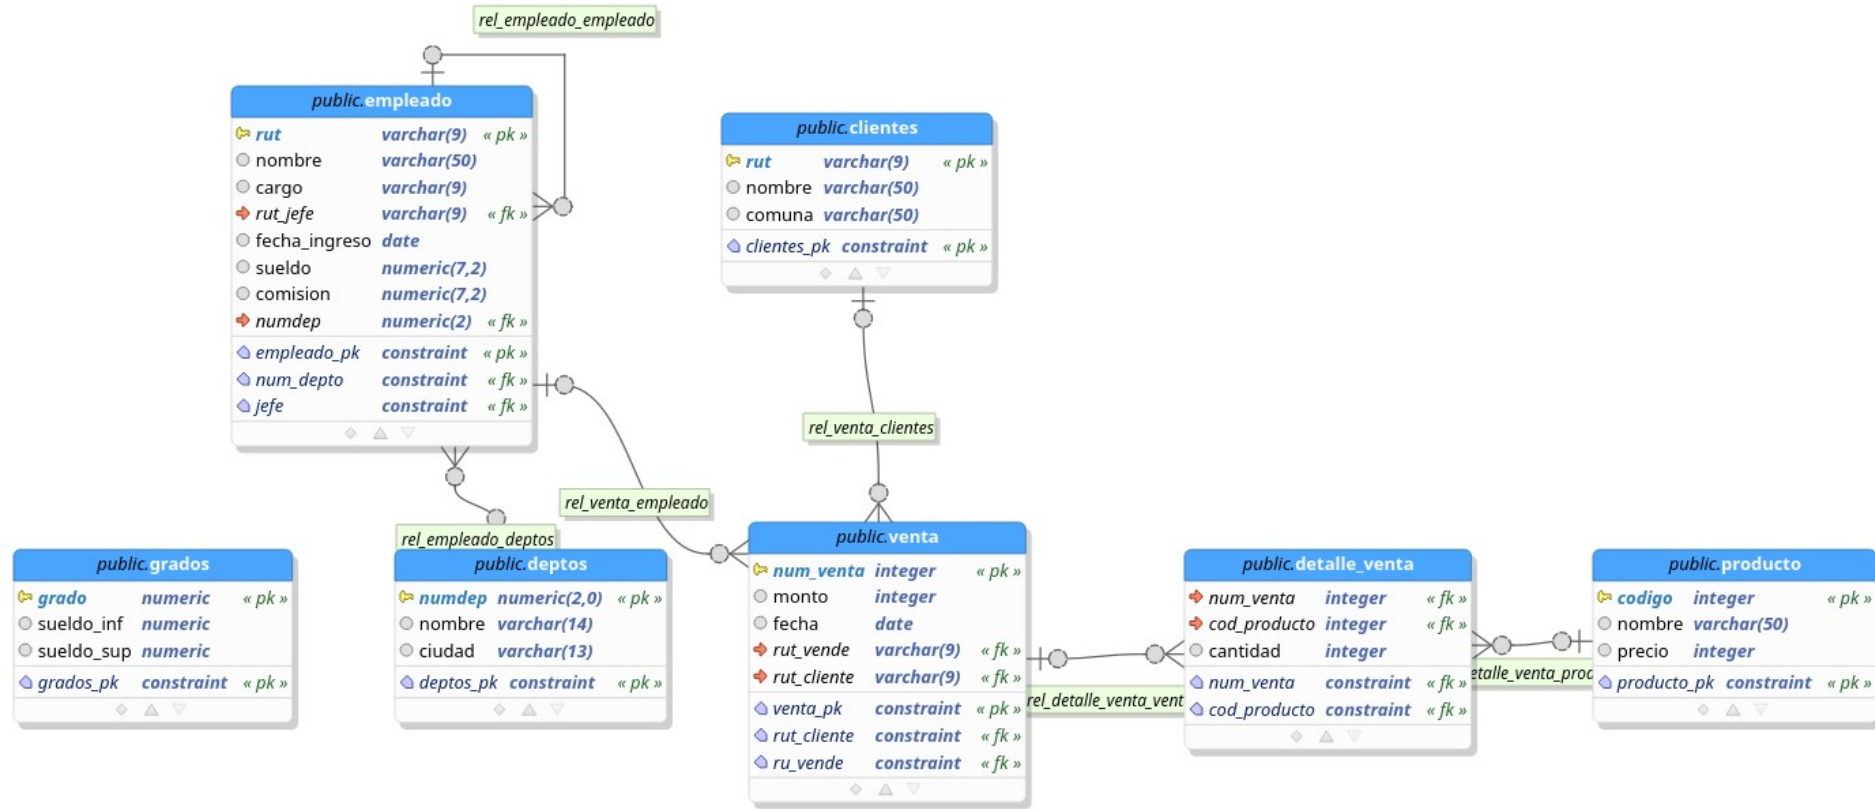 rel_empleado_empleado
public.empleado
rut varchar(9) « pk »
nombre varchar(50)
cargo varchar(9)
rut_jefe varchar(9) « fk »
fecha_ingreso date
sueldo numeric(7,2)
comision numeric(7,2)
numdep numeric(2) « fk »
empleado_pk constraint « pk »
num_depto constraint « fk »
jefe constraint « fk »
public.clientes
rut varchar(9) « pk »
nombre varchar(50)
comuna varchar(50)
clientes_pk constraint « pk »
rel_venta_clientes
rel_venta_empleado
rel_empleado_deptos
public.grados
grado numeric « pk »
sueldo_inf numeric
sueldo_sup numeric
grados_pk constraint « pk »
public.deptos
numdep numeric(2,0) « pk »
nombre varchar(14)
ciudad varchar(13)
deptos_pk constraint « pk »
public.venta
num_venta integer « pk »
monto integer
fecha date
rut_vende varchar(9) « fk »
rut_cliente varchar(9) « fk »
venta_pk constraint « pk »
rut_cliente constraint « fk »
ru_vende constraint « fk »
rel_detalle_venta_vent
public.detalle_venta
num_venta integer « fk »
cod_producto integer « fk »
cantidad integer
num_venta constraint « fk »
cod_producto constraint « fk »
etalle_venta_prod
public.producto
codigo integer « pk »
nombre varchar(50)
precio integer
producto_pk constraint « pk »